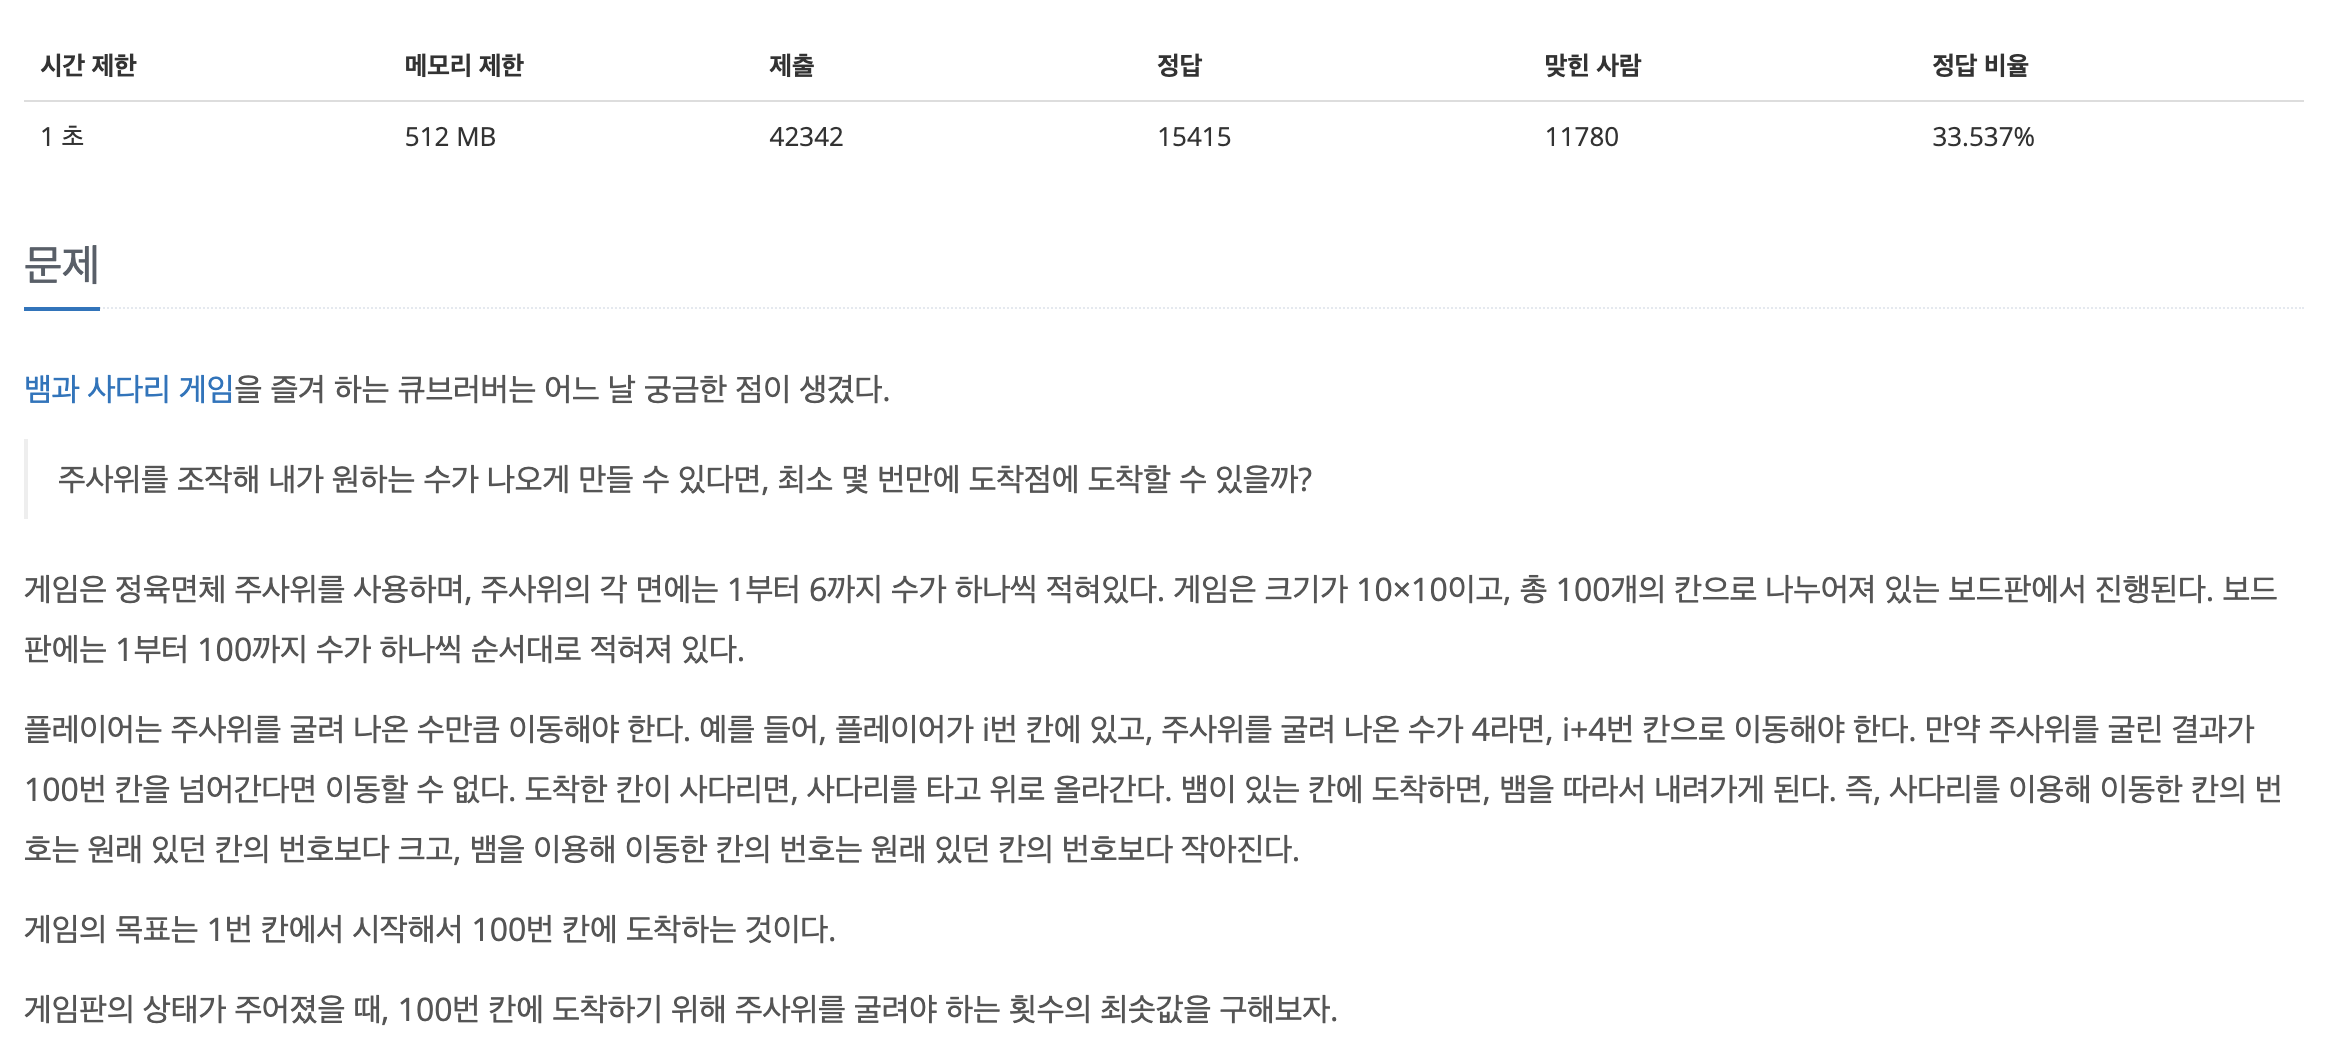 시간 제한 메모리 제한 제출 정답 맞힌 사람 정답 비율
1 초 512 MB 42342 15415 11780 33.537%
문제
뱀과 사다리 게임을 즐겨 하는 큐브러버는 어느 날 궁금한 점이 생겼다.
주사위를 조작해 내가 원하는 수가 나오게 만들 수 있다면, 최소 몇 번만에 도착점에 도착할 수 있을까?
게임은 정육면체 주사위를 사용하며, 주사위의 각 면에는 1부터 6까지 수가 하나씩 적혀있다. 게임은 크기가 10×10이고, 총 100개의 칸으로 나누어져 있는 보드판에서 진행된다. 보드
판에는 1부터 100까지 수가 하나씩 순서대로 적혀져 있다.
플레이어는 주사위를 굴려 나온 수만큼 이동해야 한다. 예를 들어, 플레이어가 i번 칸에 있고, 주사위를 굴려 나온 수가 4라면, i+4번 칸으로 이동해야 한다. 만약 주사위를 굴린 결과가
100번 칸을 넘어간다면 이동할 수 없다. 도착한 칸이 사다리면, 사다리를 타고 위로 올라간다. 뱀이 있는 칸에 도착하면, 뱀을 따라서 내려가게 된다. 즉, 사다리를 이용해 이동한 칸의 번
호는 원래 있던 칸의 번호보다 크고, 뱀을 이용해 이동한 칸의 번호는 원래 있던 칸의 번호보다 작아진다.
게임의 목표는 1번 칸에서 시작해서 100번 칸에 도착하는 것이다.
게임판의 상태가 주어졌을 때, 100번 칸에 도착하기 위해 주사위를 굴려야 하는 횟수의 최솟값을 구해보자.